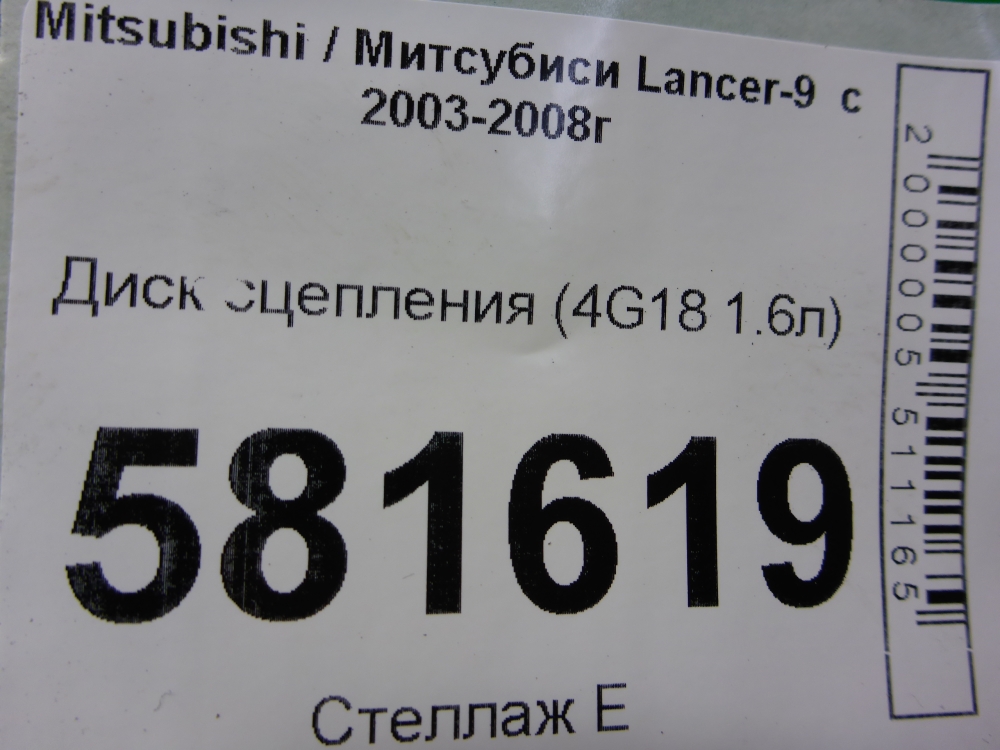 Mitsubishi / Митсубиси Lancer-9 с
2003-2008г
Диск сцепления (4G18 1.6л)
581619
Стеллаж Е
2000005511165